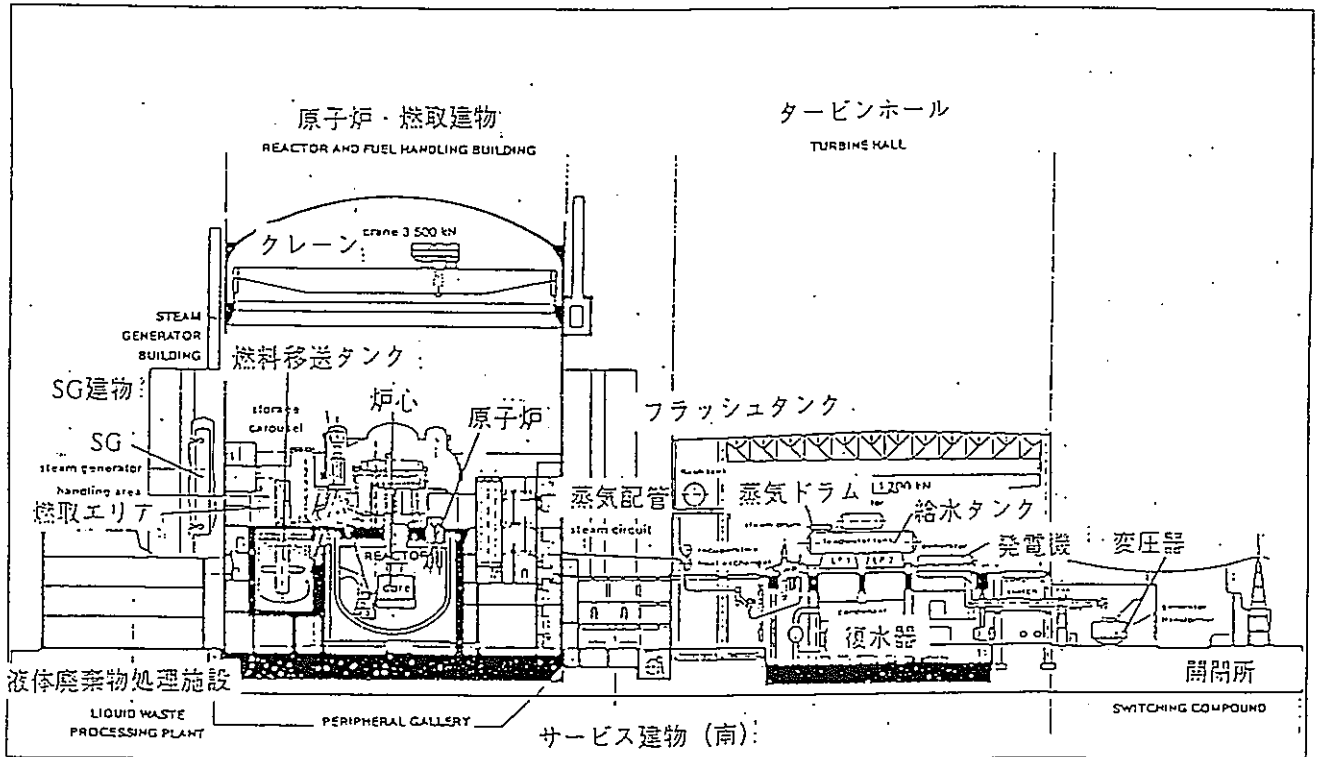 原子炉・燃取建物
REACTOR AND FUEL HANDLING BUILDING
タービンホール
TURBINE HALL
クレーン
crane 3 500 kN
STEAM
GENERATOR
BUILDING
燃料移送タンク
SG建物
炉心
原子炉
フラッシュタンク
storage
carousel
SG
steam generator
handling area
燃取エリア
蒸気配管
steam circuit
蒸気ドラム
給水タンク
発電機
変圧器
REACTOR
core
復水器
液体廃棄物処理施設
LIQUID WASTE
PROCESSING PLANT
PERIPHERAL GALLERY
サービス建物 (南)
開閉所
SWITCHING COMPOUND